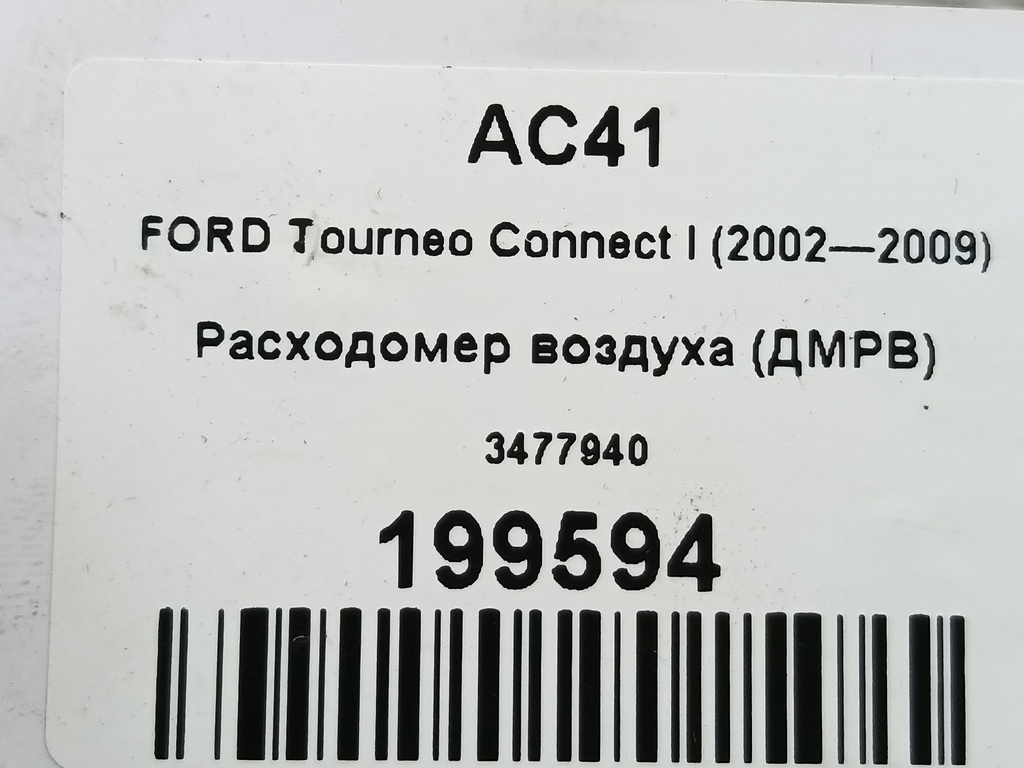 AC41
FORD Tourneo Connect I (2002—2009)
Расходомер воздуха (ДМРВ)
3477940
199594